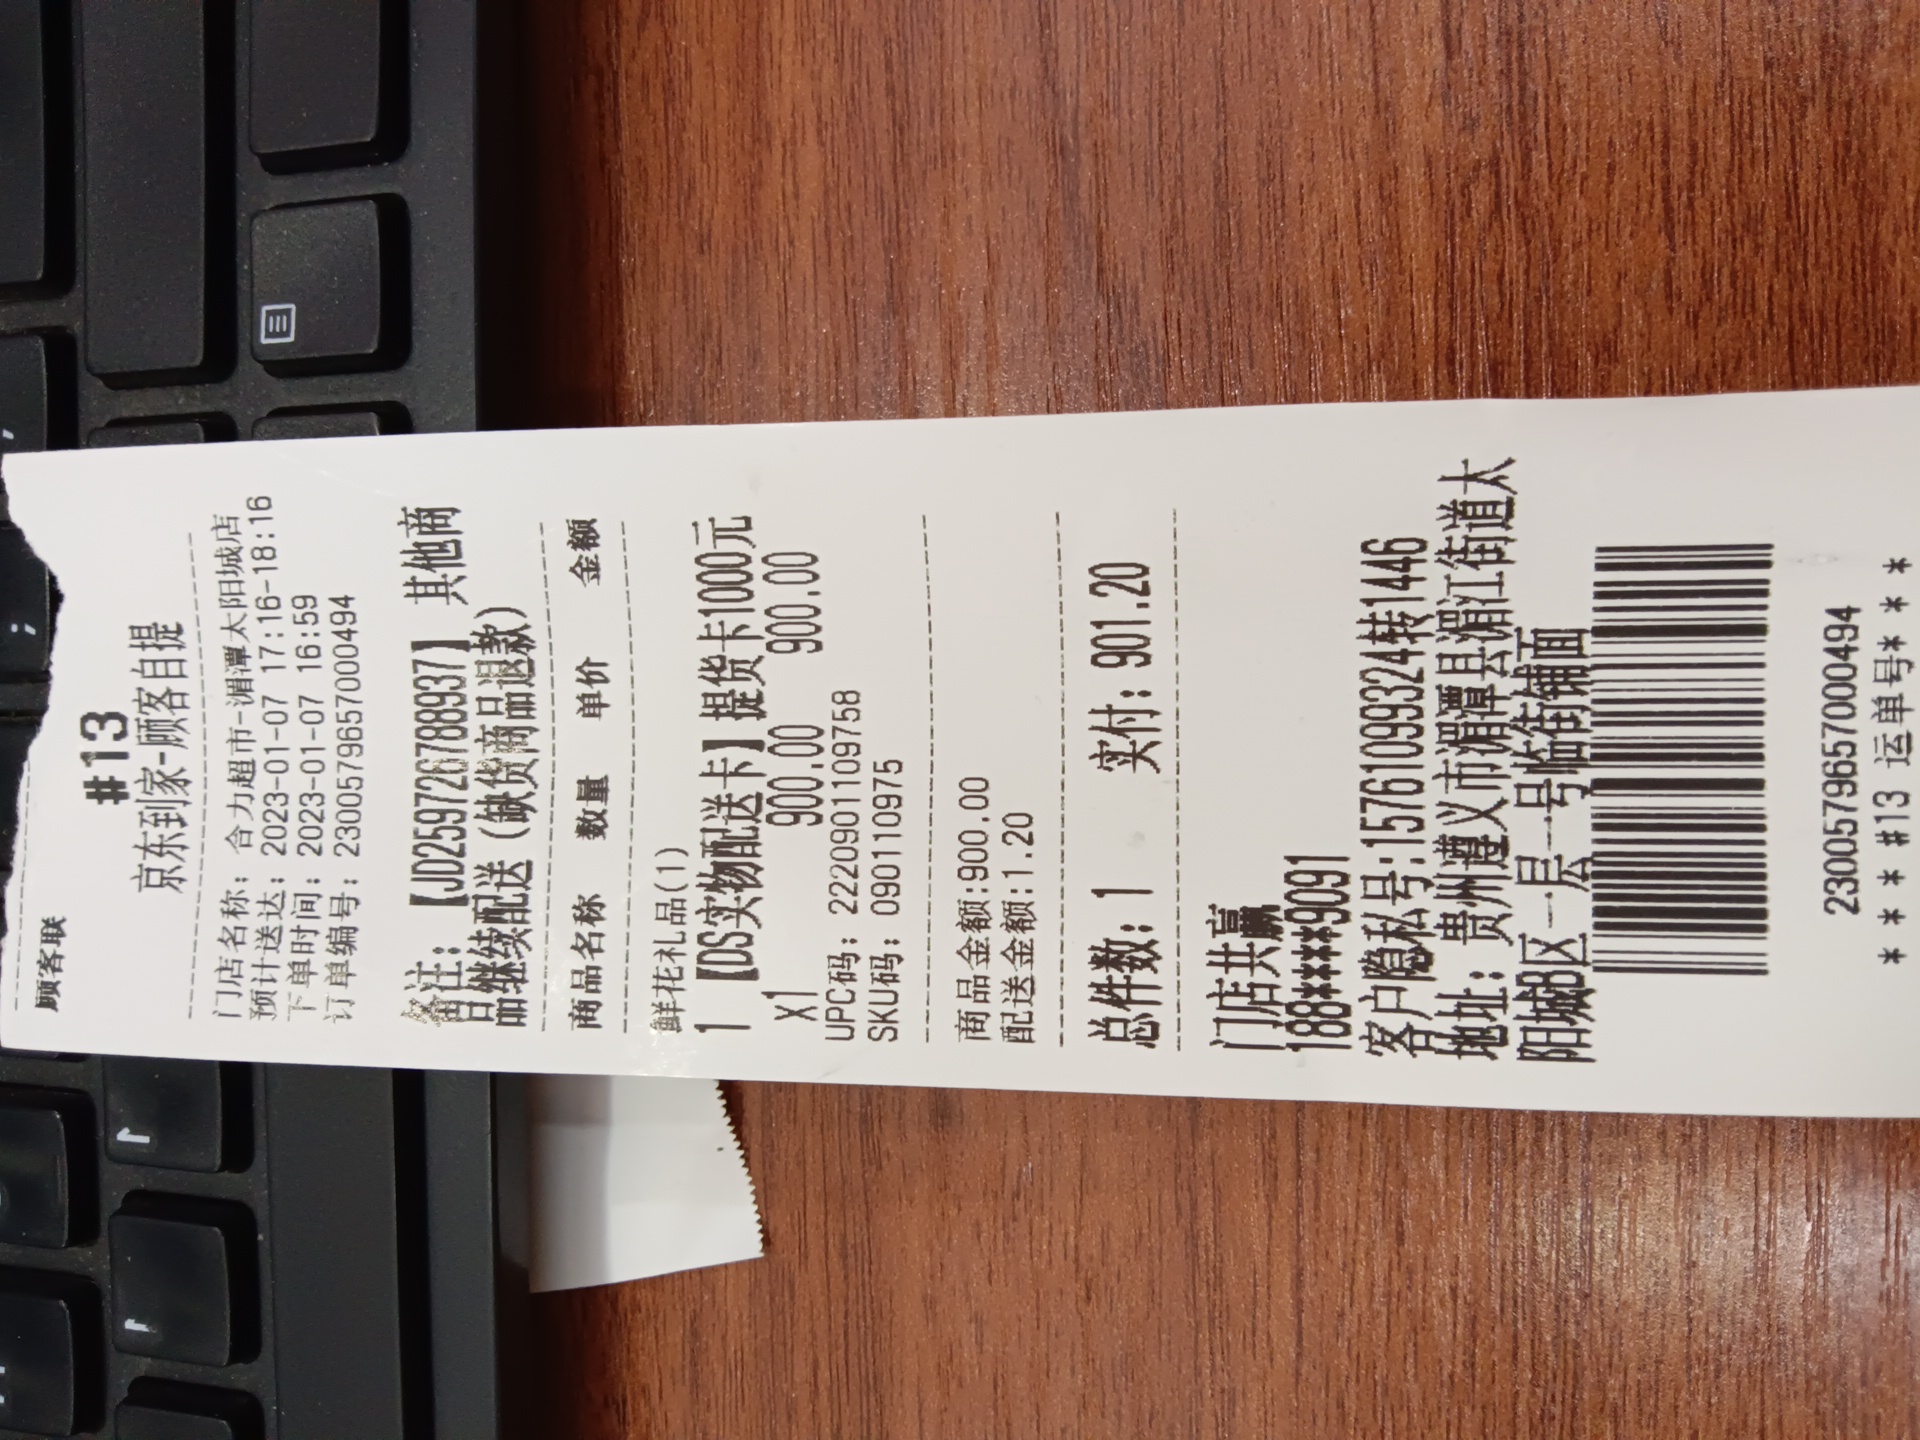 顾客联
#13
京东到家-顾客自提
门店名称: 合力超市-湄潭太阳城店
预计送达: 2023-01-07 17:16-18:16
下单时间: 2023-01-07 16:59
订单编号: 2300579657000494
备注: 【JD259726788937】 其他商
品继续配送(缺货商品退款)
商品名称 数量 单价 金额
鲜花礼品(1)
1 【DS实物配送卡】提货卡1000元
X1 900.00 900.00
UPC码: 2220901109758
SKU码: 090110975
商品金额:900.00
配送金额:1.20
总件数: 1 实付: 901.20
门店共赢
188****9091
客户隐私号:15761099324转1446
地址: 贵州遵义市湄潭县湄江街道太
阳城B区一层一号临街铺面
2300579657000494
* * * #13 运单号* * *